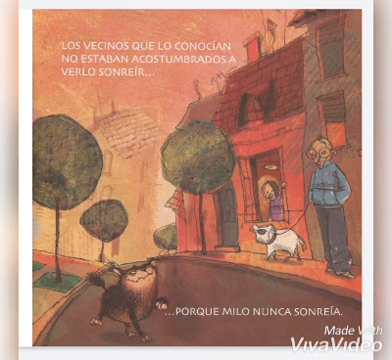 LOS VECINOS QUE LO CONOCÍAN
NO ESTABAN ACOSTUMBRADOS A
VERLO SONREÍR...
...PORQUE MILO NUNCA SONREÍA.
Made With
VivaVideo